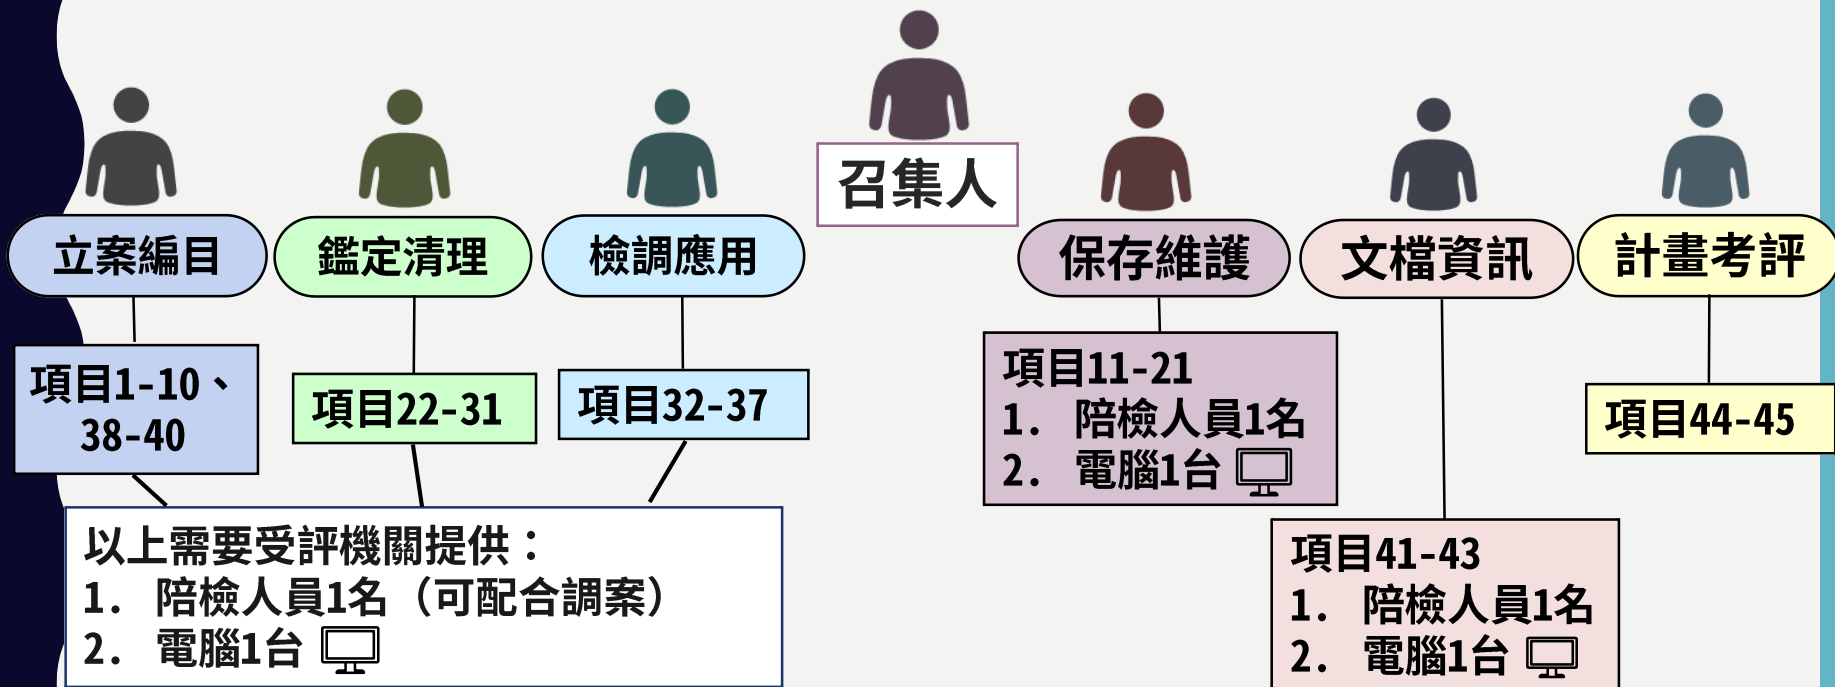 召集人
立案編目
鑑定清理
檢調應用
保存維護
文檔資訊
計畫考評
項目1-10、
38-40
項目22-31
項目32-37
項目11-21
1. 陪檢人員1名
2. 電腦1台
項目44-45
以上需要受評機關提供：
1. 陪檢人員1名（可配合調案）
2. 電腦1台
項目41-43
1. 陪檢人員1名
2. 電腦1台